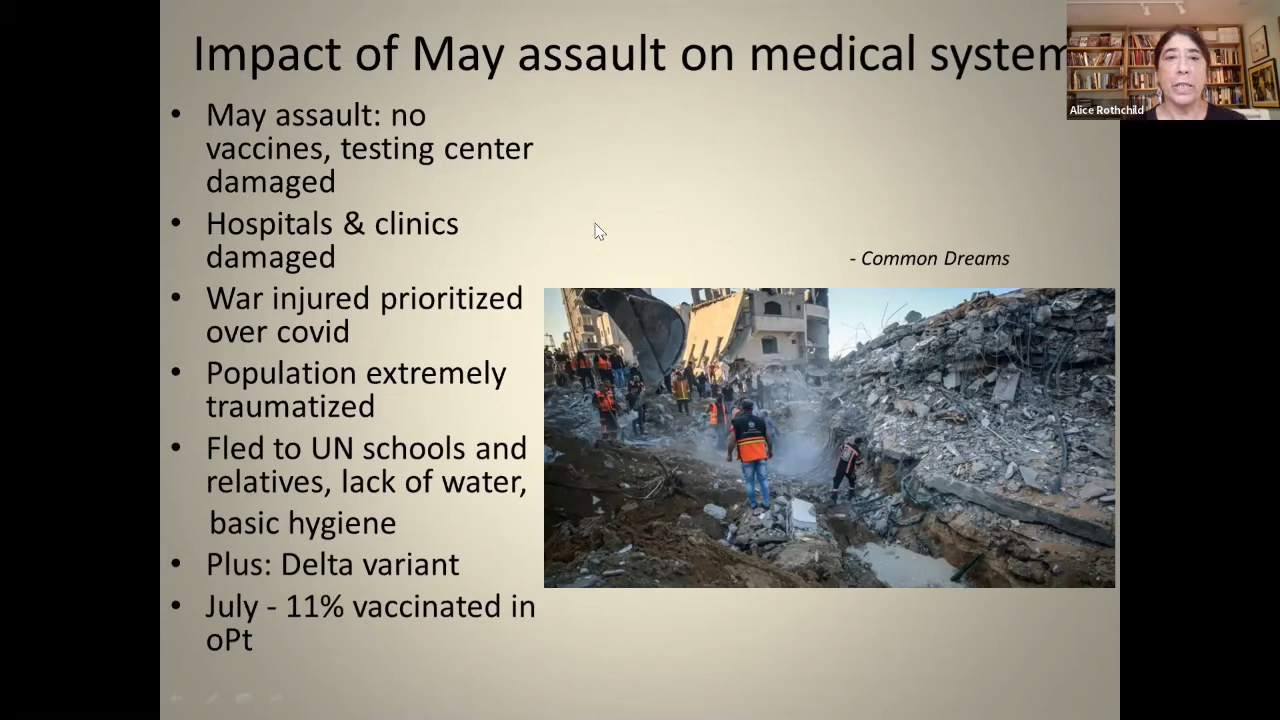 Impact of May assault on medical system
Alice Rothchild
• May assault: no
vaccines, testing center
damaged
• Hospitals & clinics
damaged
• War injured prioritized
over covid
• Population extremely
traumatized
• Fled to UN schools and
relatives, lack of water,
basic hygiene
• Plus: Delta variant
• July - 11% vaccinated in
oPt
- Common Dreams